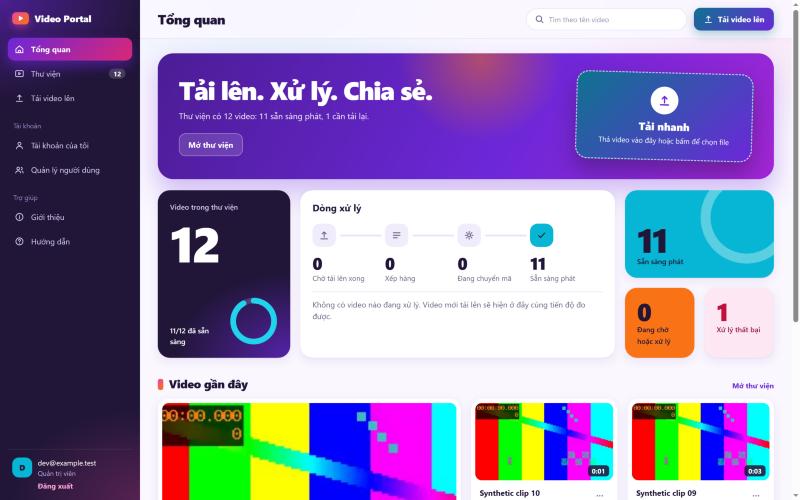 Video Portal
Tổng quan
Thư viện
12
Tải video lên
Tài khoản
Tài khoản của tôi
Quản lý người dùng
Trợ giúp
Giới thiệu
Hướng dẫn
D
dev@example.test
Quản trị viên
Đăng xuất
Tổng quan
Tìm theo tên video
Tải video lên
Tải lên. Xử lý. Chia sẻ.
Thư viện có 12 video: 11 sẵn sàng phát, 1 cần tải lại.
Mở thư viện
Tải nhanh
Thả video vào đây hoặc bấm để chọn file
Video trong thư viện
12
11/12 đã sẵn
sàng
Dòng xử lý
0
Chờ tải lên xong
0
Xếp hàng
0
Đang chuyển mã
11
Sẵn sàng phát
Không có video nào đang xử lý. Video mới tải lên sẽ hiện ở đây cùng tiến độ đo
được.
11
Sẵn sàng phát
0
Đang chờ
hoặc xử lý
1
Xử lý thất bại
Video gần đây
Mở thư viện
00:00:00.000
0
00:00:00.000
0
0:01
Synthetic clip 10
...
00:00:00.000
0
0:03
Synthetic clip 09
...